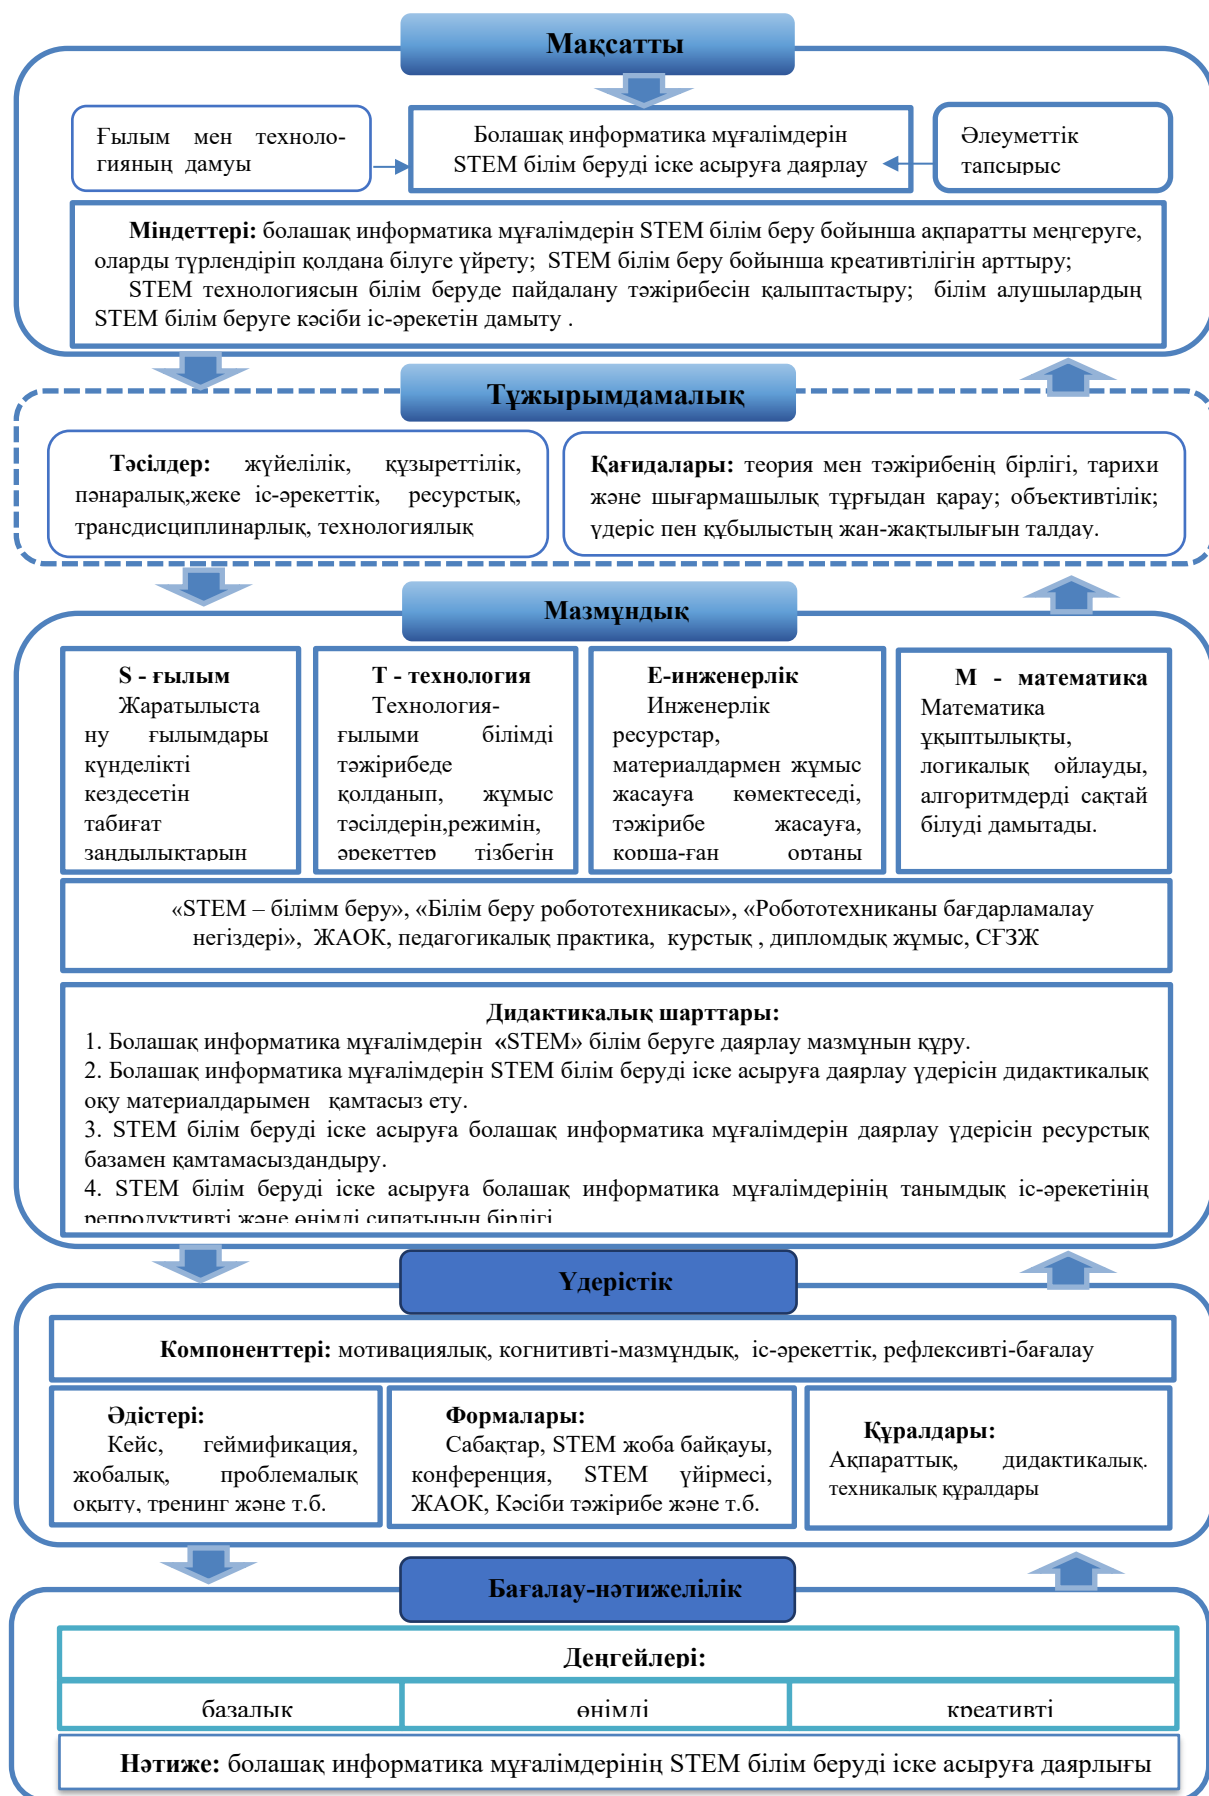 Мақсатты
Ғылым мен техноло-
гияның дамуы
Болашақ информатика мұғалімдерін
STEM білім беруді іске асыруға даярлау
Әлеуметтік
тапсырыс
Міндеттері: болашақ информатика мұғалімдерін STEM білім беру бойынша ақпаратты меңгеруге,
оларды түрлендіріп қолдана білуге үйрету; STEM білім беру бойынша креативтілігін арттыру;
STEM технологиясын білім беруде пайдалану тәжірибесін қалыптастыру; білім алушылардың
STEM білім беруге кәсіби іс-әрекетін дамыту .
Тұжырымдамалық
Тәсілдер: жүйелілік, құзыреттілік,
пәнаралық,жеке іс-әрекеттік, ресурстық,
трансдисциплинарлық, технологиялық
Қағидалары: теория мен тәжірибенің бірлігі, тарихи
және шығармашылық тұрғыдан қарау; объективтілік;
үдеріс пен құбылыстың жан-жақтылығын талдау.
Мазмұндық
S - ғылым
Жаратылыста
ну ғылымдары
күнделікті
кездесетін
табиғат
заңдылықтарын
T - технология
Технология-
ғылыми білімді
тәжірибеде
қолданып, жұмыс
тәсілдерін,режимін,
әрекеттер тізбегін
E-инженерлік
Инженерлік
ресурстар,
материалдармен жұмыс
жасауға көмектеседі,
тәжірибе жасауға,
қорша-ған ортаны
M - математика
Математика
ұқыптылықты,
логикалық ойлауды,
алгоритмдерді сақтай
білуді дамытады.
«STEM – білімм беру», «Білім беру робототехникасы», «Робототехниканы бағдарламалау
негіздері», ЖАОК, педагогикалық практика, курстық , дипломдық жұмыс, СҒЗЖ
Дидактикалық шарттары:
1. Болашақ информатика мұғалімдерін «STEM» білім беруге даярлау мазмұнын құру.
2. Болашақ информатика мұғалімдерін STEM білім беруді іске асыруға даярлау үдерісін дидактикалық
оқу материалдарымен қамтасыз ету.
3. STEM білім беруді іске асыруға болашақ информатика мұғалімдерін даярлау үдерісін ресурстық
базамен қамтамасыздандыру.
4. STEM білім беруді іске асыруға болашақ информатика мұғалімдерінің танымдық іс-әрекетінің
репродуктивті және өнімді сипатының бірлігі
Үдерістік
Компоненттері: мотивациялық, когнитивті-мазмұндық, іс-әрекеттік, рефлексивті-бағалау
Әдістері:
Кейс, геймификация,
жобалық, проблемалық
оқыту, тренинг және т.б.
Формалары:
Сабақтар, STEM жоба байқауы,
конференция, STEM үйірмесі,
ЖАОК, Кәсіби тәжірибе және т.б.
Құралдары:
Ақпараттық, дидактикалық.
техникалық құралдары
Бағалау-нәтижелілік
Деңгейлері:
базалық өнімді креативті
Нәтиже: болашақ информатика мұғалімдерінің STEM білім беруді іске асыруға даярлығы